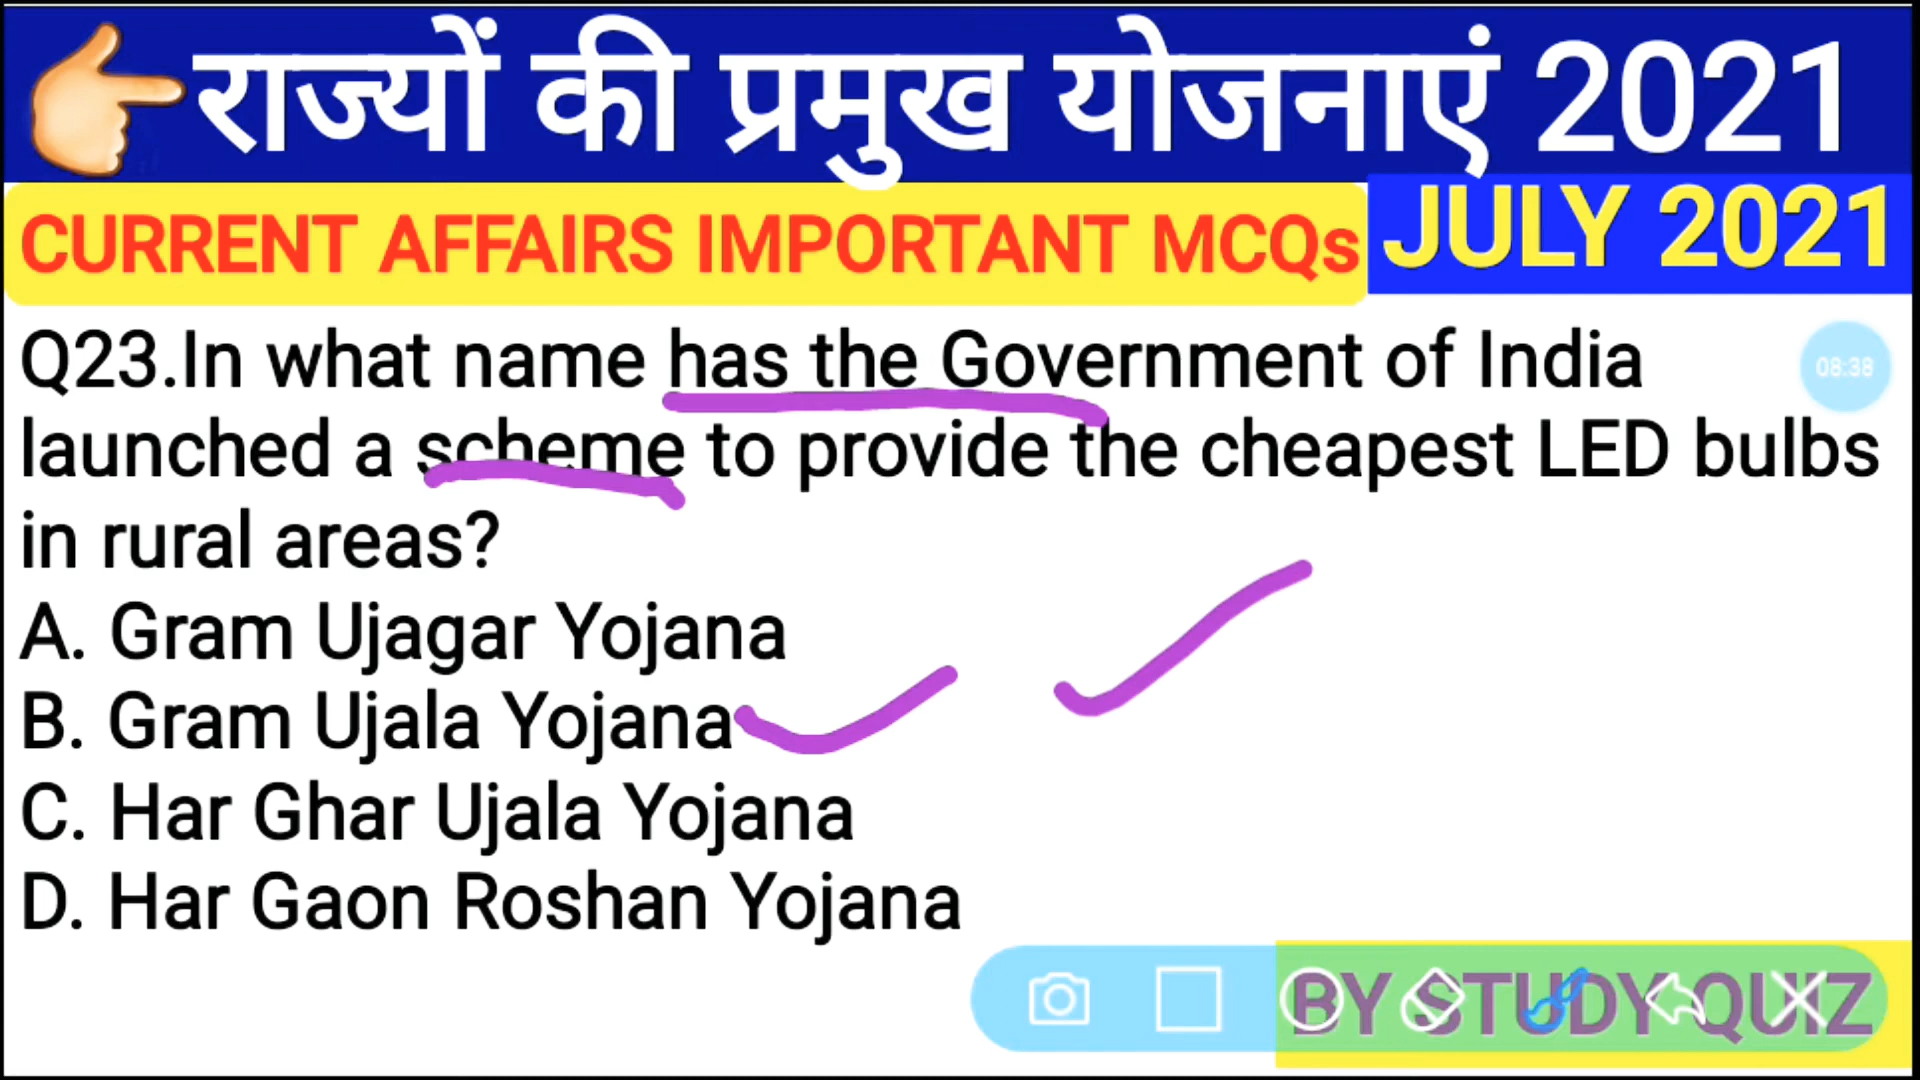 राज्यों की प्रमुख योजनाएं 2021
CURRENT AFFAIRS IMPORTANT MCQs
JULY 2021
Q23.In what name has the Government of India
08:38
launched a scheme to provide the cheapest LED bulbs
in rural areas?
A. Gram Ujagar Yojana
B. Gram Ujala Yojana
C. Har Ghar Ujala Yojana
D. Har Gaon Roshan Yojana
BY STUDY QUIZ